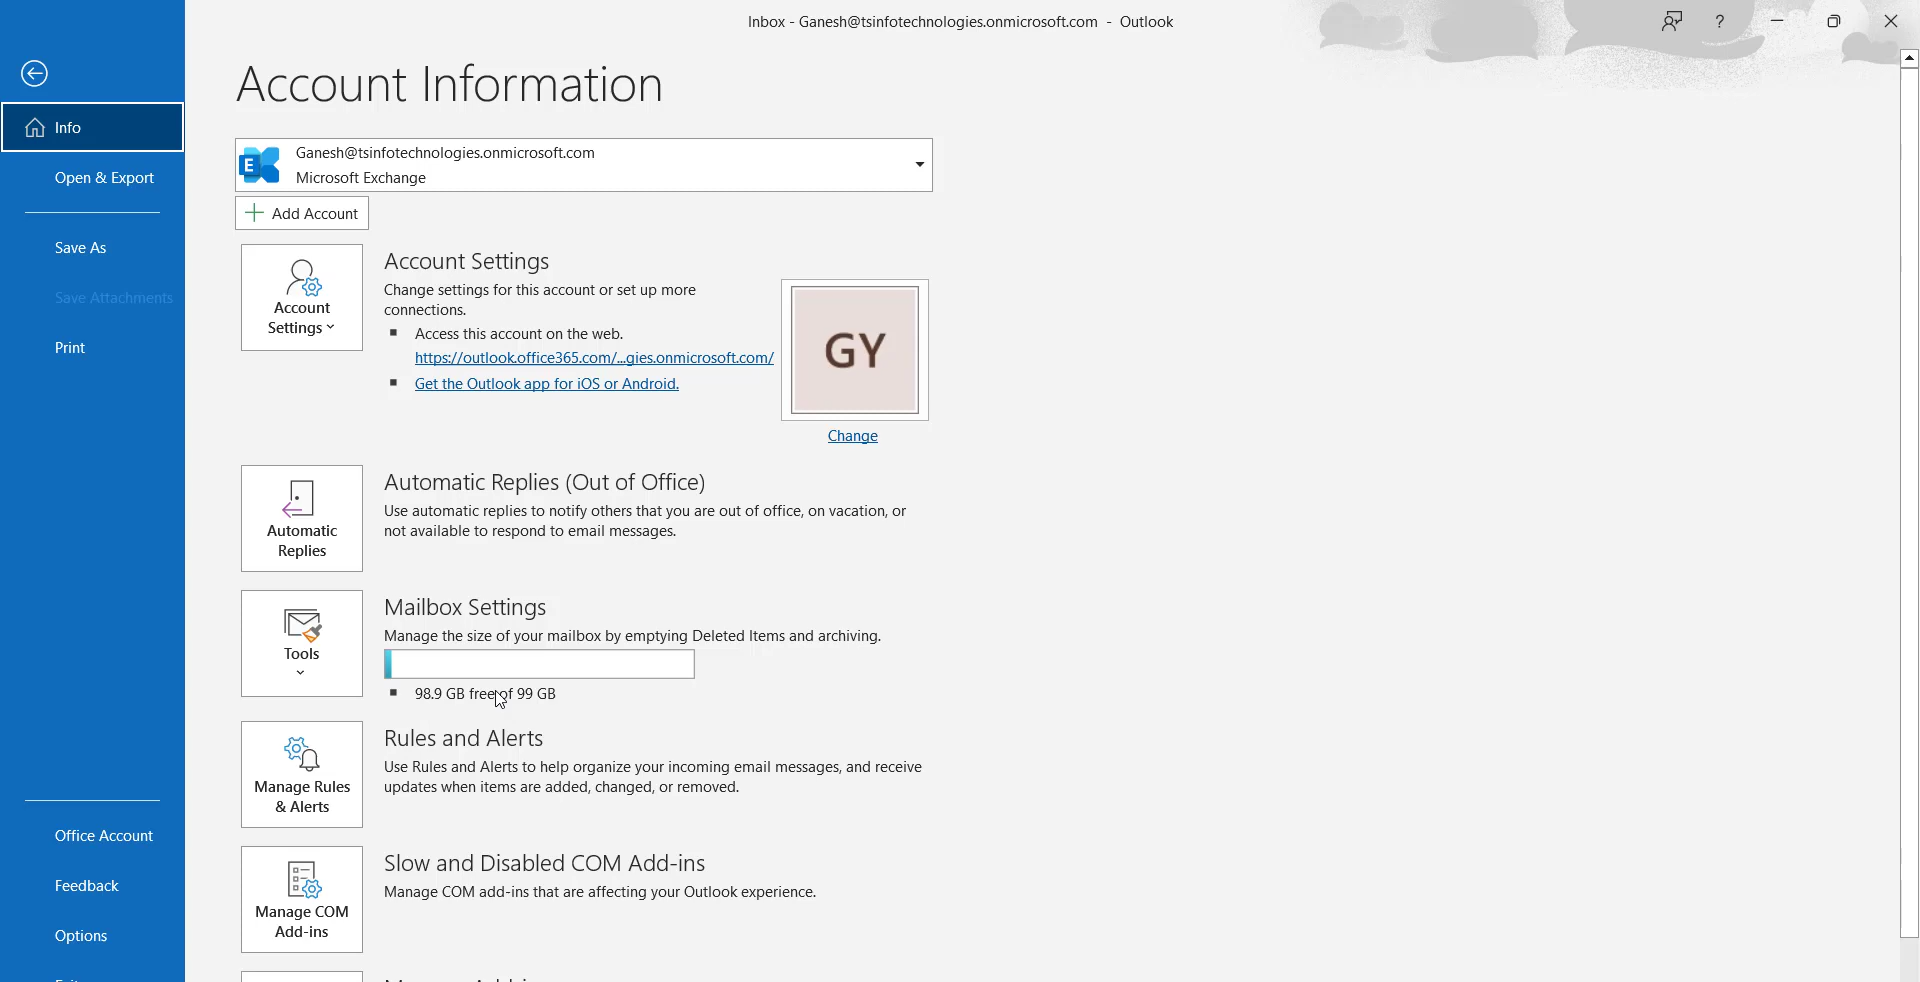 Inbox - Ganesh@tsinfotechnologies.onmicrosoft.com - Outlook
?
Account Information
Info
Open & Export
Save As
Save Attachments
Print
Office Account
Feedback
Options
E
Ganesh@tsinfotechnologies.onmicrosoft.com
Microsoft Exchange
Add Account
Account
Settings
Account Settings
Change settings for this account or set up more
connections.
Access this account on the web.
https://outlook.office365.com/...gies.onmicrosoft.com/
Get the Outlook app for iOS or Android.
GY
Change
Automatic
Replies
Automatic Replies (Out of Office)
Use automatic replies to notify others that you are out of office, on vacation, or
not available to respond to email messages.
Tools
Mailbox Settings
Manage the size of your mailbox by emptying Deleted Items and archiving.
98.9 GB free of 99 GB
Manage Rules
& Alerts
Rules and Alerts
Use Rules and Alerts to help organize your incoming email messages, and receive
updates when items are added, changed, or removed.
Manage COM
Add-ins
Slow and Disabled COM Add-ins
Manage COM add-ins that are affecting your Outlook experience.